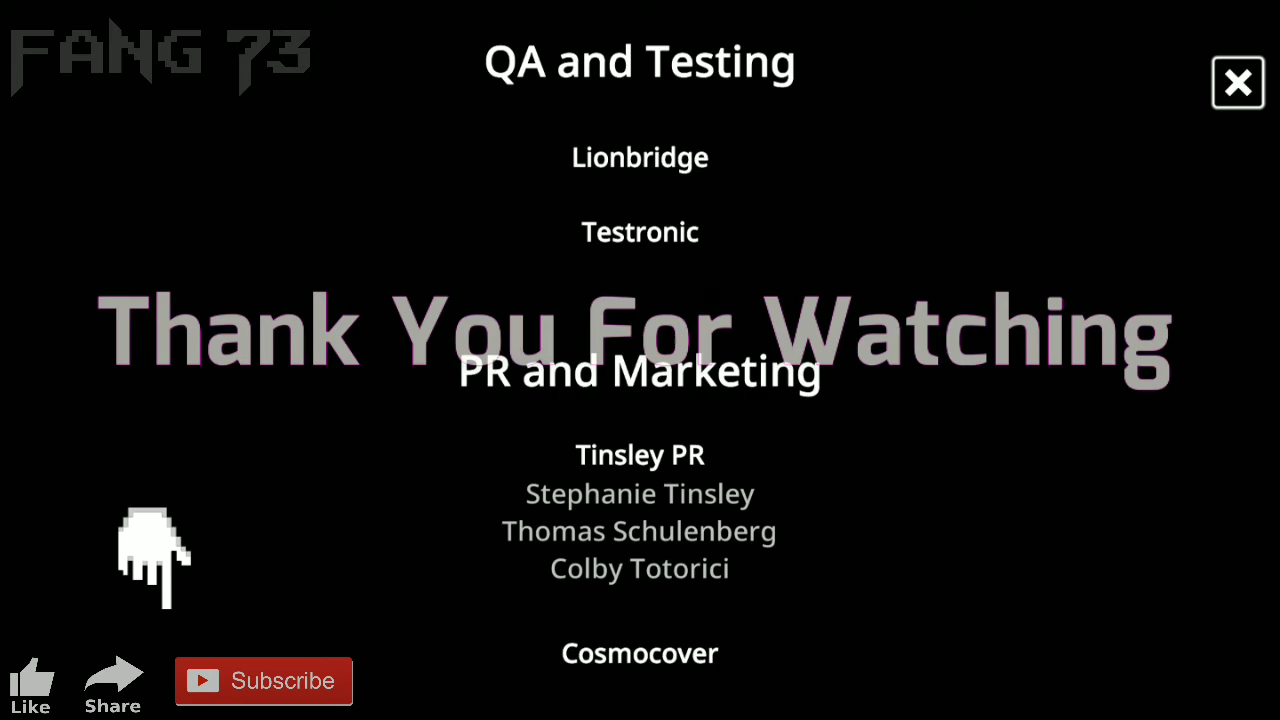 FANG 73
QA and Testing
Lionbridge
Testronic
Thank You For Watching
PR and Marketing
Tinsley PR
Stephanie Tinsley
Thomas Schulenberg
Colby Totorici
Cosmocover
Like
Share
Subscribe